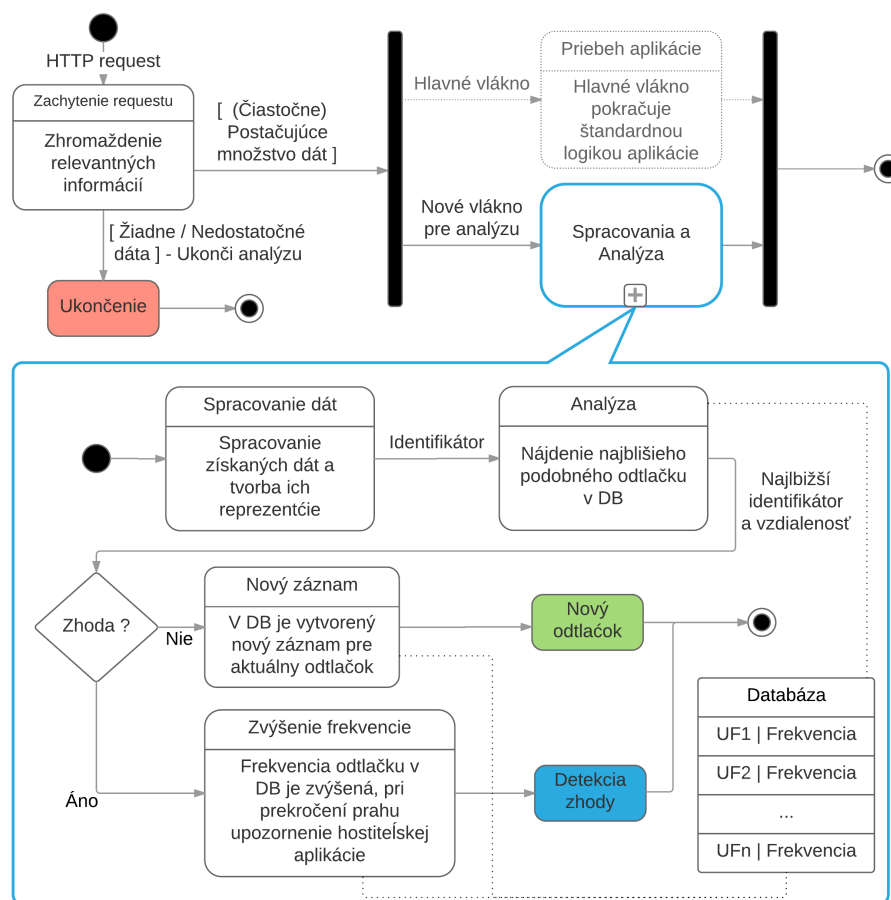 HTTP request
Zachytenie requestu
Zhromaždenie
relevantných
informácií
[  (Čiastočne)
Postačujúce
množstvo dát ]
[ Žiadne / Nedostatočné
dáta ] - Ukonči analýzu
Ukončenie
Hlavné vlákno
Priebeh aplikácie
Hlavné vlákno
pokračuje
štandardnou
logikou aplikácie
Nové vlákno
pre analýzu
Spracovania a
Analýza
Spracovanie dát
Spracovanie
získaných dát a
tvorba ich
reprezentćie
Identifikátor
Analýza
Nájdenie najblišieho
podobného odtlačku
v DB
Najlbižší
identifikátor
a vzdialenosť
Zhoda ?
Nie
Nový záznam
V DB je vytvorený
nový záznam pre
aktuálny odtlačok
Nový
odtlaćok
Áno
Zvýšenie frekvencie
Frekvencia odtlačku v
DB je zvýšená, pri
prekročení prahu
upozornenie hostiteĺskej
aplikácie
Detekcia
zhody
Databáza
UF1 | Frekvencia
UF2 | Frekvencia
...
UFn | Frekvencia